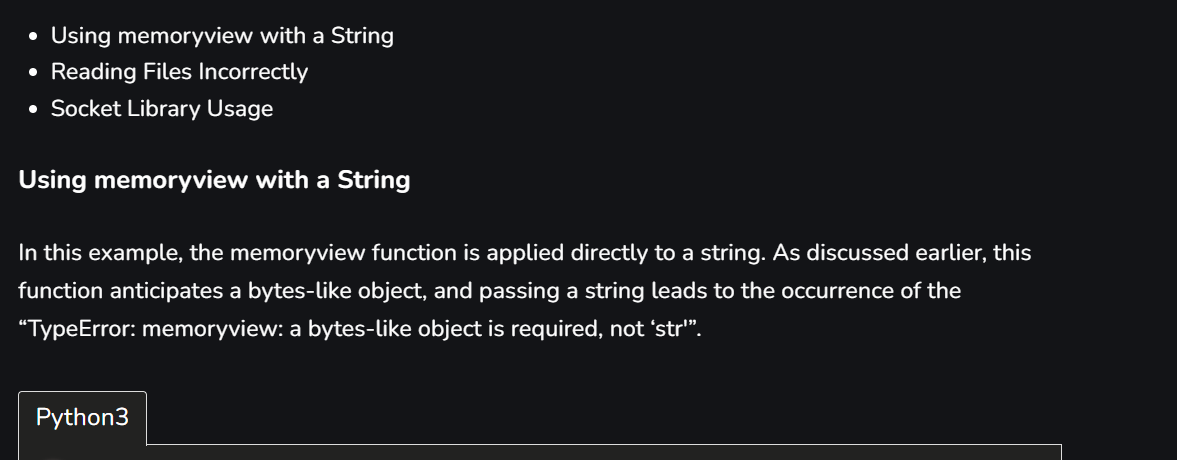 Using memoryview with a String
Reading Files Incorrectly
Socket Library Usage
Using memoryview with a String
In this example, the memoryview function is applied directly to a string. As discussed earlier, this
function anticipates a bytes-like object, and passing a string leads to the occurrence of the
“TypeError: memoryview: a bytes-like object is required, not ‘str'”.
Python3